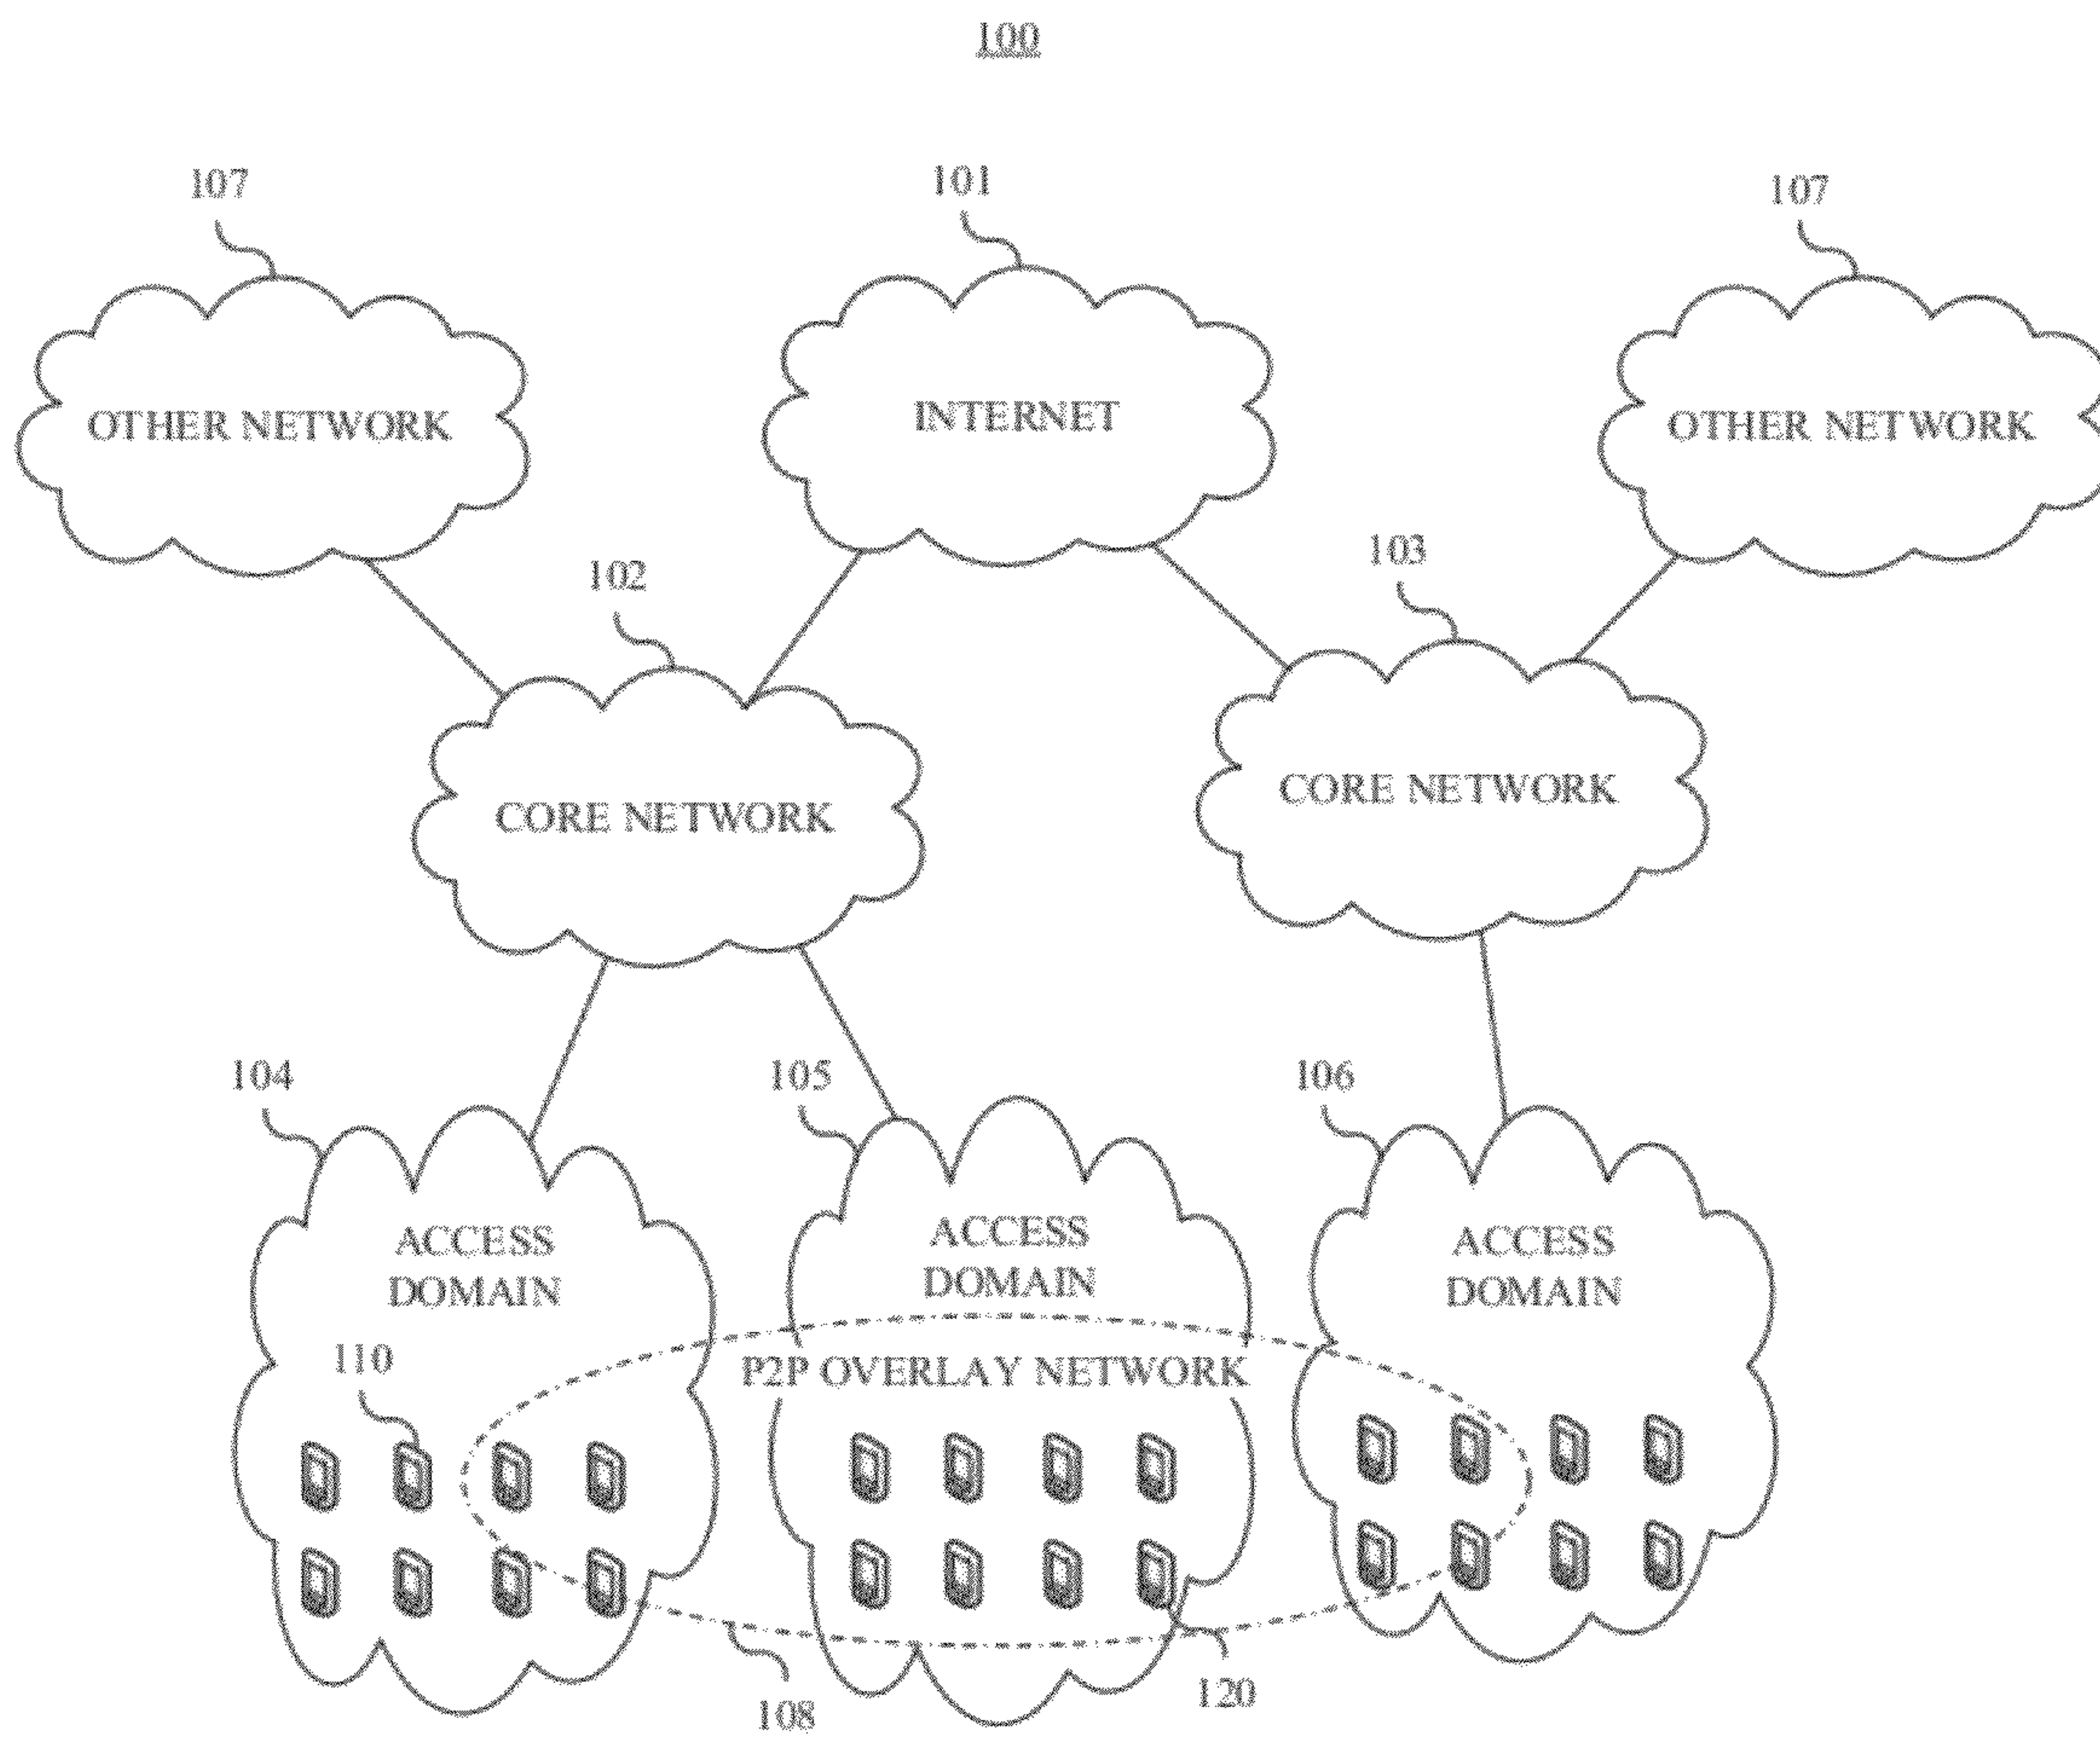 100
107
101
107
OTHER NETWORK
INTERNET
OTHER NETWORK
102
103
CORE NETWORK
CORE NETWORK
104
105
106
ACCESS
DOMAIN
ACCESS
DOMAIN
ACCESS
DOMAIN
110
P2P OVERLAY NETWORK
108
120